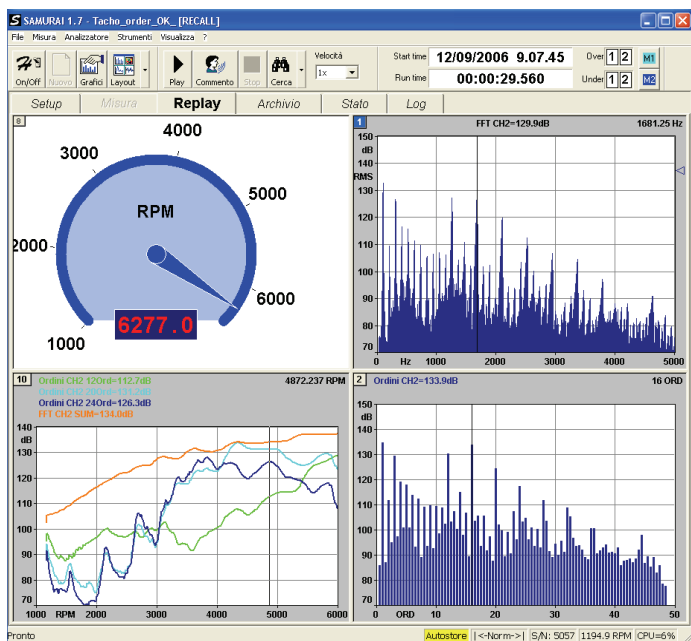 SAMURAI 1.7 - Tacho_order_OK_ [RECALL]
File Misura Analizzatore Strumenti Visualizza ?
On/Off Nuovo Grafici Layout Play Commento Stop Cerca
Velocità
1x
Start time 12/09/2006 9.07.45
Run time 00:00:29.560
Over 1 2 M1
Under 1 2 M2
Setup Misura Replay Archivio Stato Log
8
RPM
1000 2000 3000 4000 5000 6000
6277.0
1 FFT CH2=129.9dB 1681.25 Hz
150
dB
140
RMS
130
120
110
100
90
80
70
0 Hz 1000 2000 3000 4000 5000
10 Ordini CH2 12Ord=112.7dB 4872.237 RPM
Ordini CH2 24Ord=126.3dB
FFT CH2 SUM=134.0dB
140
dB
130
120
110
100
90
80
70
1000 RPM 2000 3000 4000 5000 6000
2 Ordini CH2=133.9dB 16 ORD
150
dB
140
130
120
110
100
90
80
70
0 ORD 10 20 30 40 50
Pronto
Autostore |<-Norm->| S/N: 5057 1194.9 RPM CPU=6%